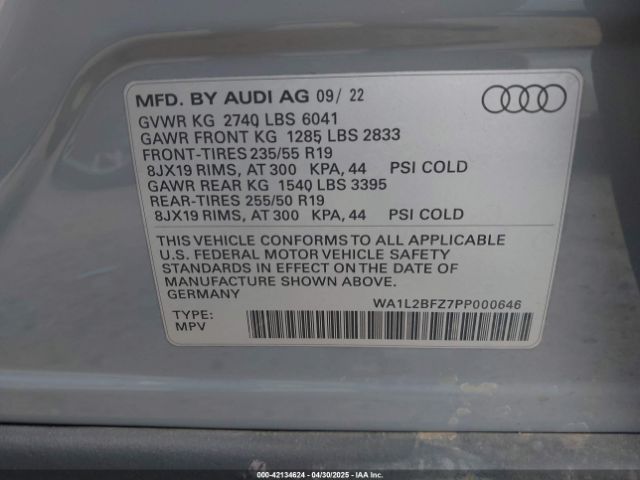 MFD. BY AUDI AG 09/ 22
GVWR KG 2740 LBS 6041
GAWR FRONT KG 1285 LBS 2833
FRONT-TIRES 235/55 R19
8JX19 RIMS, AT 300 KPA, 44 PSI COLD
GAWR REAR KG 1540 LBS 3395
REAR-TIRES 255/50 R19
8JX19 RIMS, AT 300 KPA, 44 PSI COLD
THIS VEHICLE CONFORMS TO ALL APPLICABLE
U.S. FEDERAL MOTOR VEHICLE SAFETY
STANDARDS IN EFFECT ON THE DATE OF
MANUFACTURE SHOWN ABOVE.
GERMANY
WA1L2BFZ7PP000646
TYPE:
MPV
000-42134624 - 04/30/2025 - IAAI.com